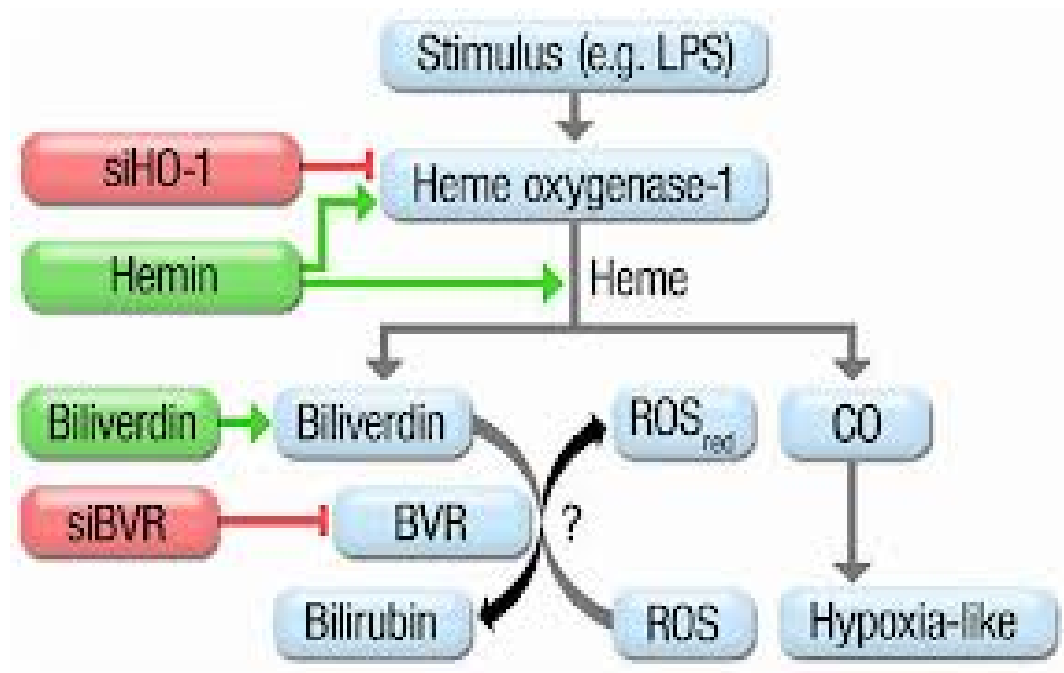 Stimulus (e.g. LPS)
siHO-1
Heme oxygenase-1
Hemin
Heme
Biliverdin
Biliverdin
ROSred
CO
siBVR
BVR
?
Bilirubin
ROS
Hypoxia-like